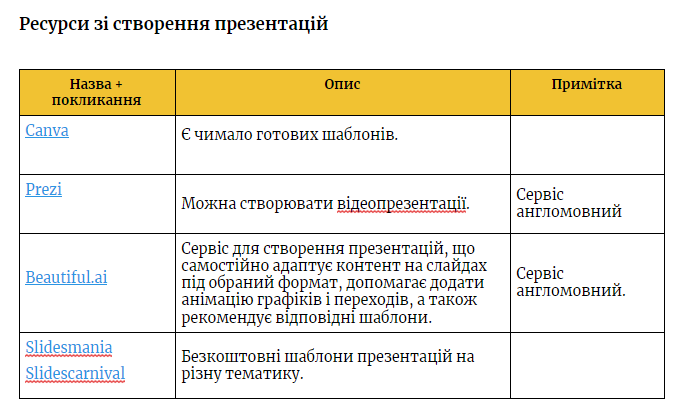 Ресурси зі створення презентацій
Назва +
покликання
Опис
Примітка
Canva
Є чимало готових шаблонів.
Prezi
Можна створювати відеопрезентації.
Сервіс
англомовний
Beautiful.ai
Сервіс для створення презентацій, що
самостійно адаптує контент на слайдах
під обраний формат, допомагає додати
анімацію графіків і переходів, а також
рекомендує відповідні шаблони.
Сервіс
англомовний.
Slidesmania
Slidescarnival
Безкоштовні шаблони презентацій на
різну тематику.